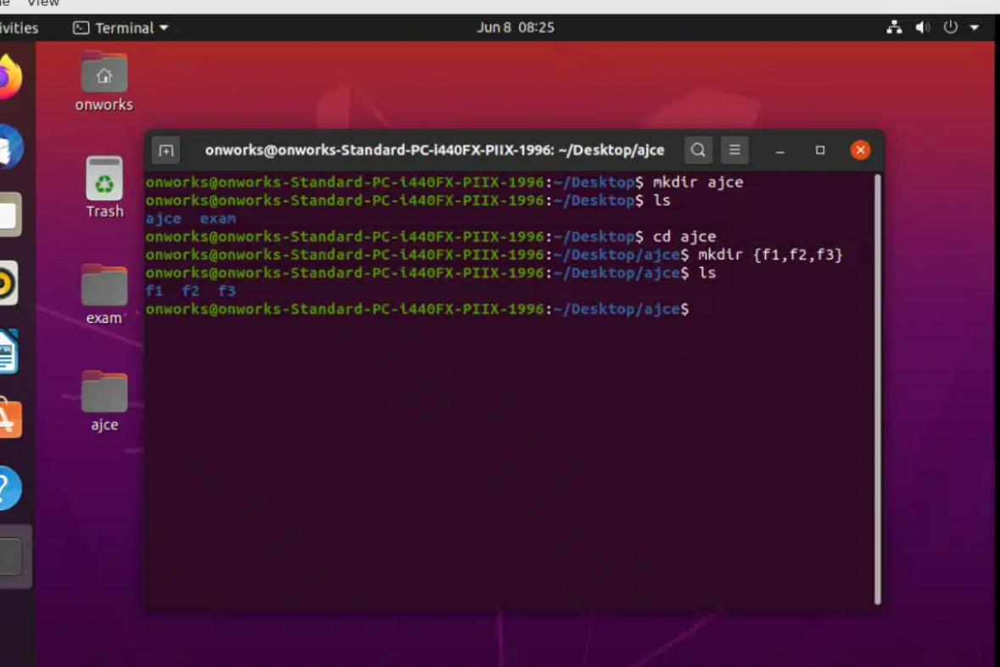 View
Terminal
Jun 8 08:25
onworks
onworks@onworks-Standard-PC-i440FX-PIIX-1996: ~/Desktop/ajce
onworks@onworks-Standard-PC-i440FX-PIIX-1996:~/Desktop$ mkdir ajce
onworks@onworks-Standard-PC-i440FX-PIIX-1996:~/Desktop$ ls
ajce exam
onworks@onworks-Standard-PC-i440FX-PIIX-1996:~/Desktop$ cd ajce
onworks@onworks-Standard-PC-i440FX-PIIX-1996:~/Desktop/ajce$ mkdir {f1,f2,f3}
onworks@onworks-Standard-PC-i440FX-PIIX-1996:~/Desktop/ajce$ ls
f1 f2 f3
onworks@onworks-Standard-PC-i440FX-PIIX-1996:~/Desktop/ajce$
Trash
exam
ajce